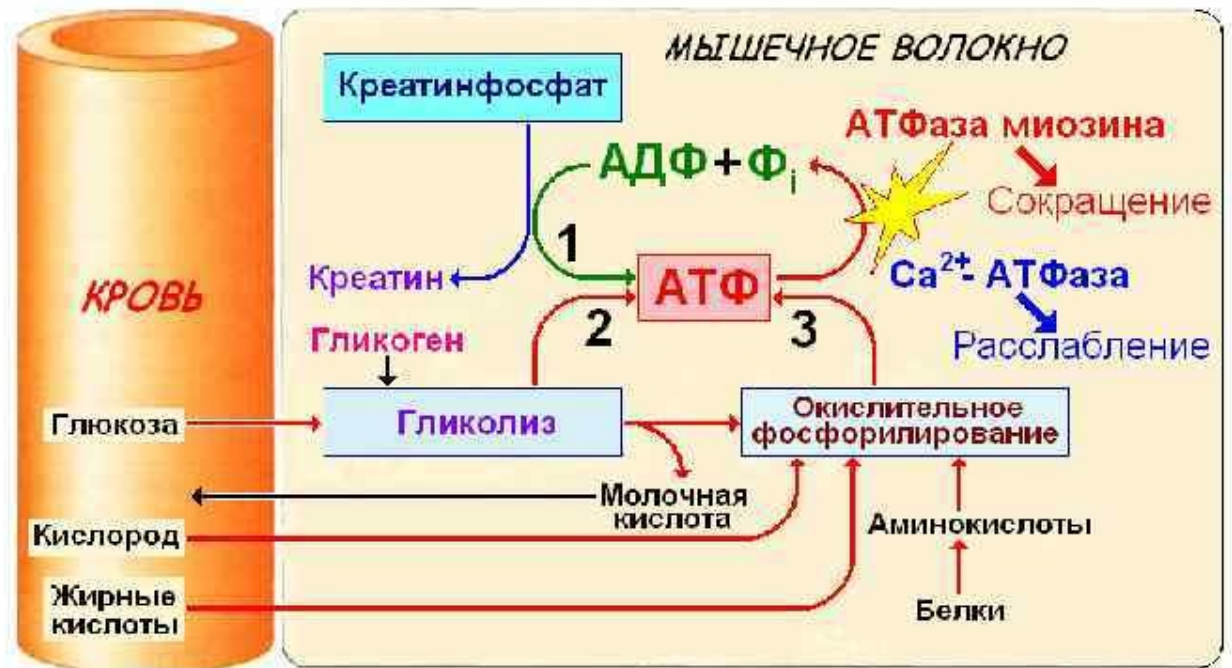 МЫШЕЧНОЕ ВОЛОКНО
Креатинфосфат
АТФаза миозина
АДФ + Фi
Сокращение
1
Креатин
АТФ
Ca2+- АТФаза
КРОВЬ
2
3
Гликоген
Расслабление
Глюкоза
Гликолиз
Окислительное
фосфорилирование
Молочная
кислота
Кислород
Аминокислоты
Жирные
кислоты
Белки